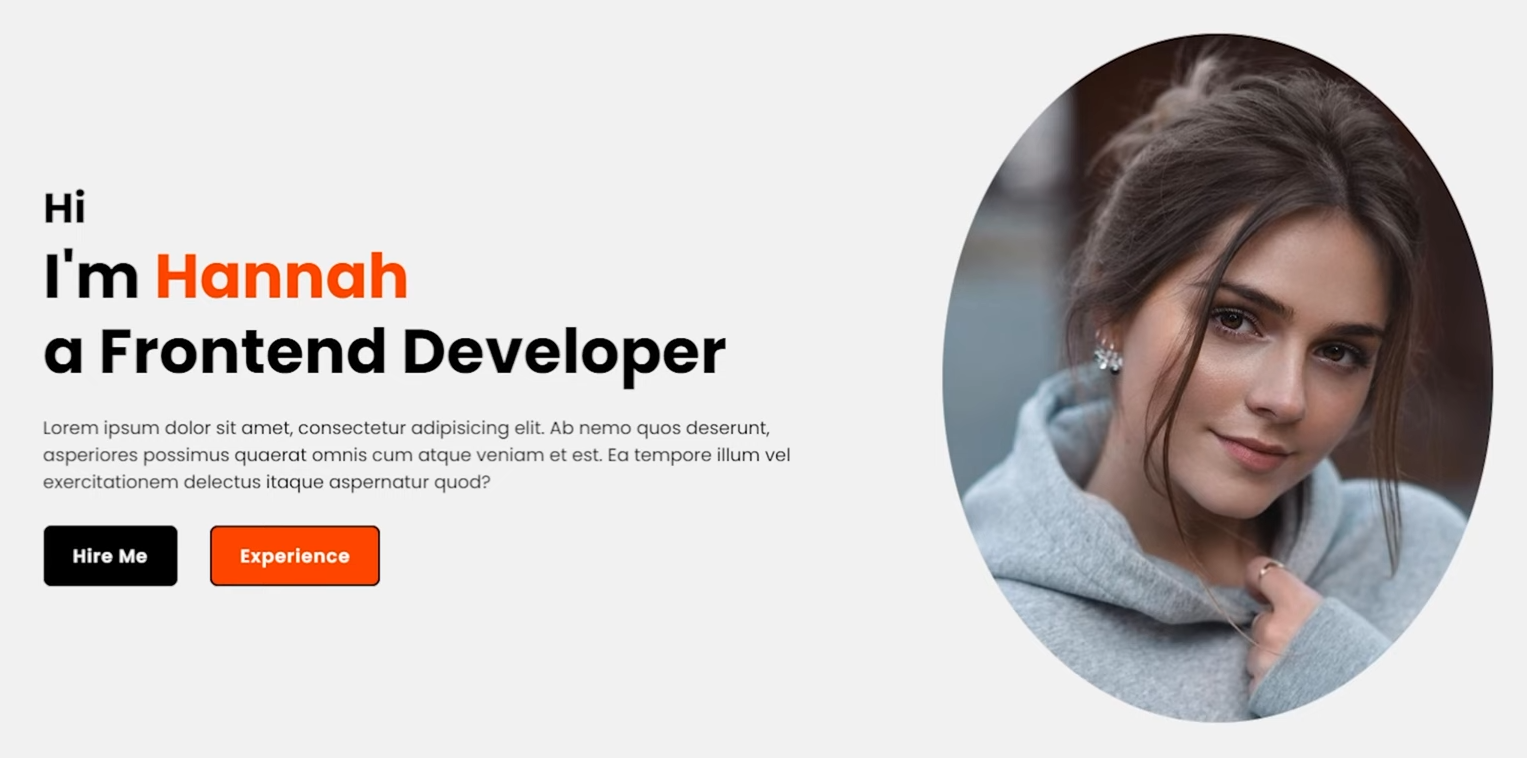 Hi
I'm Hannah
a Frontend Developer
Lorem ipsum dolor sit amet, consectetur adipisicing elit. Ab nemo quos deserunt,
asperiores possimus quaerat omnis cum atque veniam et est. Ea tempore illum vel
exercitationem delectus itaque aspernatur quod?
Hire Me
Experience